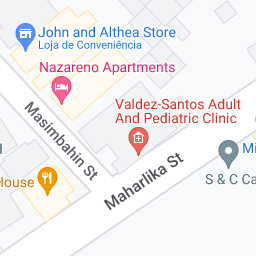 John and Althea Store
Loja de Conveniência
Nazareno Apartments
Masimbahin St
Valdez-Santos Adult
And Pediatric Clinic
Maharlika St
Mi
S & C Ca
d
House